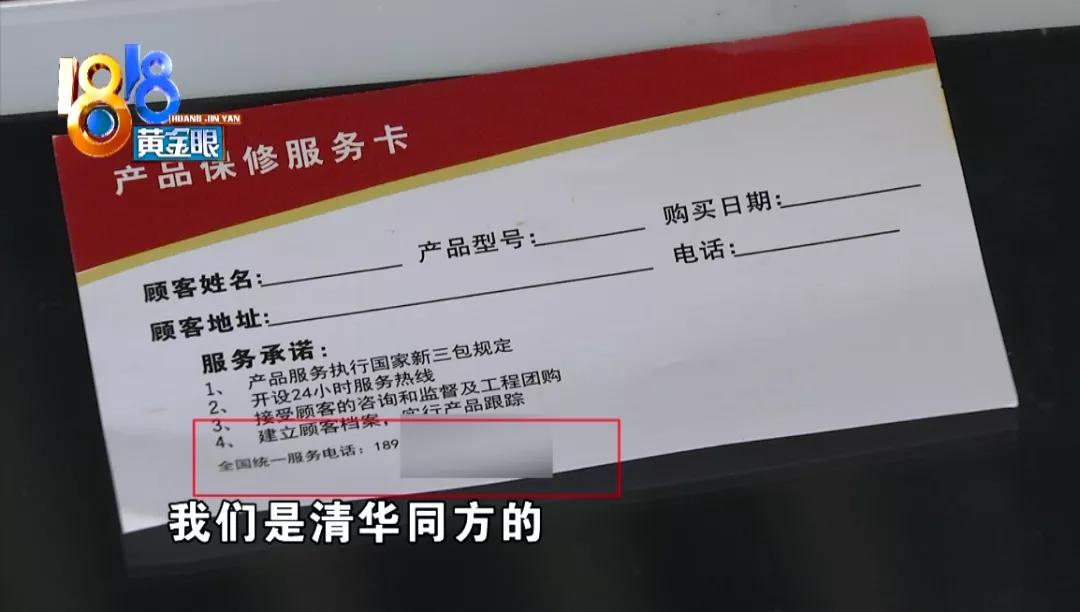 1818
HUANG JIN YAN
黄金眼
产品保修服务卡
顾客姓名: 产品型号: 购买日期:
顾客地址: 电话:
服务承诺:
1、 产品服务执行国家新三包规定
2、 开设24小时服务热线
3、 接受顾客的咨询和监督及工程团购
4、 建立顾客档案，实行产品跟踪
全国统一服务电话: 189
我们是清华同方的